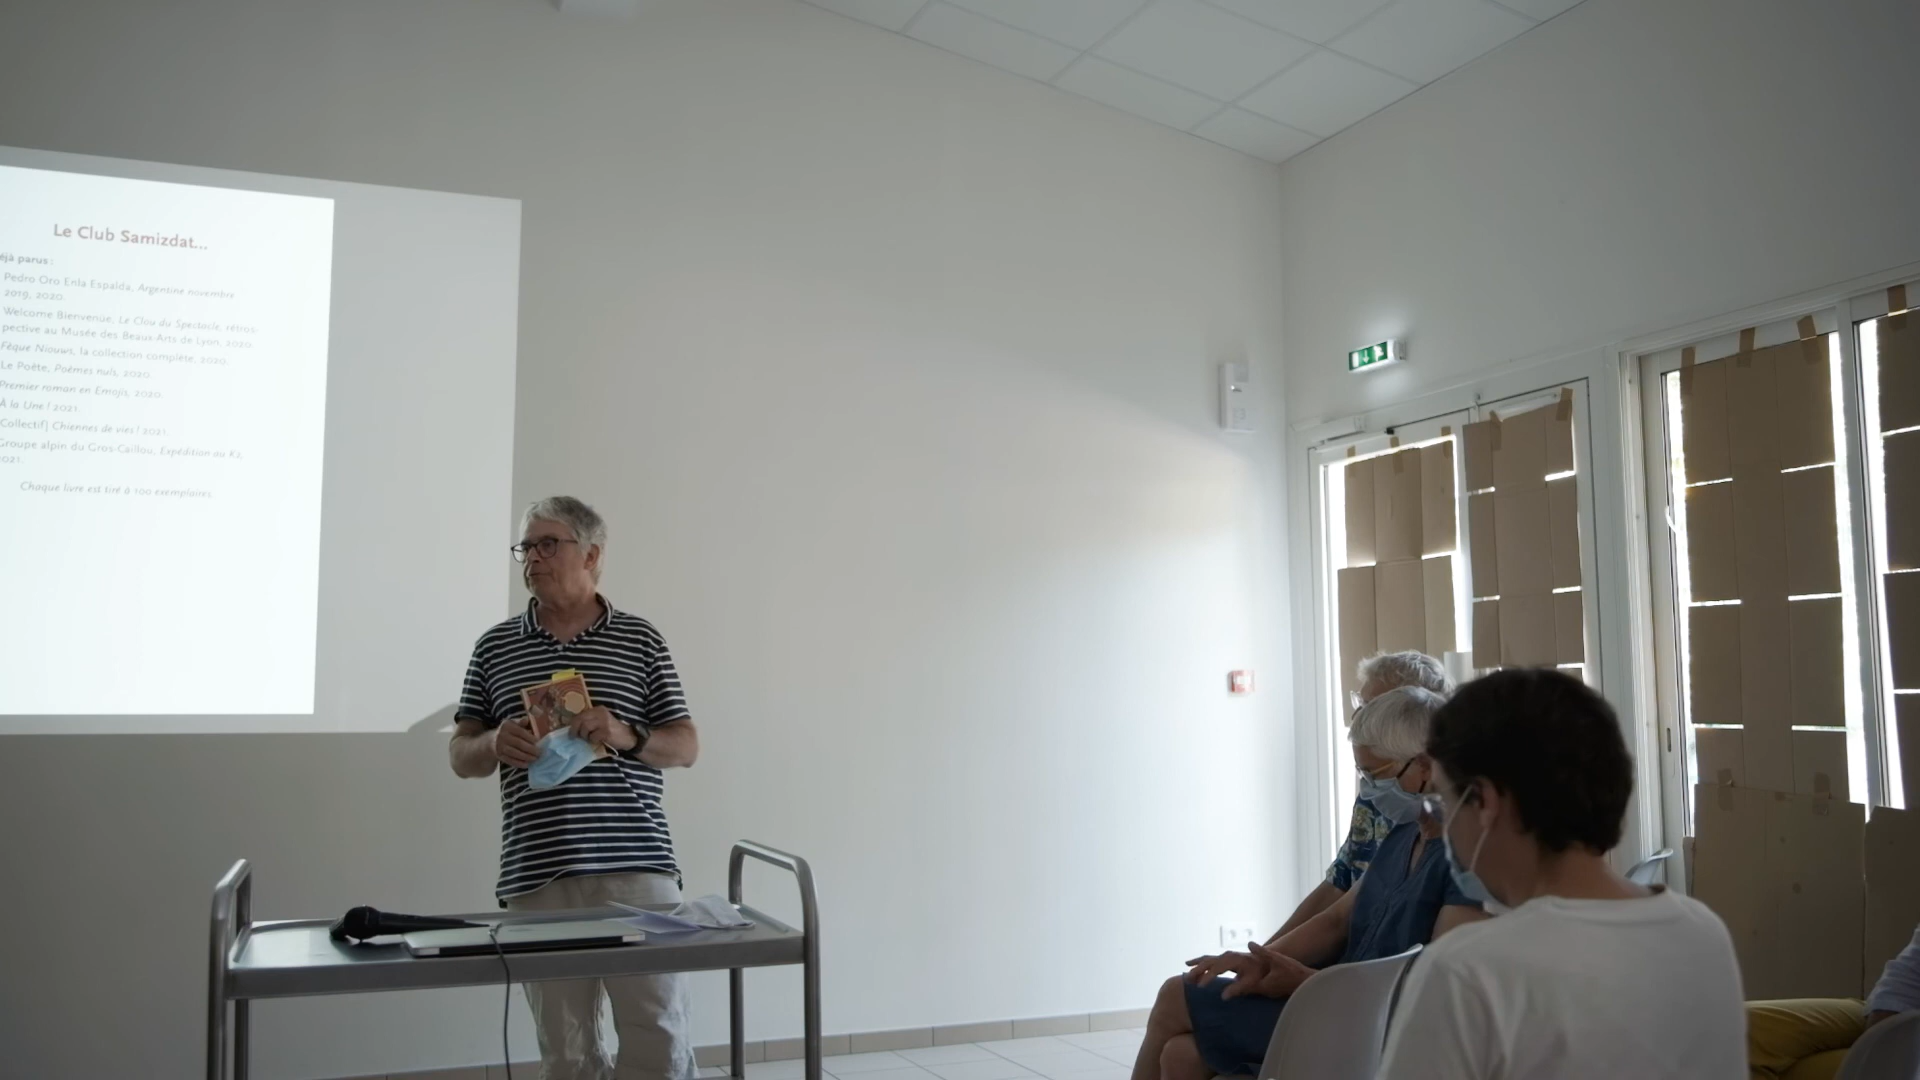 Le Club Samizdat...
éjà parus :
Pedro Oro Enla Espalda, Argentine novembre
2019, 2020.
Welcome Bienvenüe, Le Clou du Spectacle, rétros-
pective au Musée des Beaux-Arts de Lyon, 2020.
Fèque Niouws, la collection complète, 2020.
Le Poète, Poèmes nuls, 2020.
Premier roman en Emojis, 2020.
À la Une ! 2021.
Collectif] Chiennes de vies ! 2021.
Groupe alpin du Gros-Caillou, Expédition au K2,
2021.
Chaque livre est tiré à 100 exemplaires.